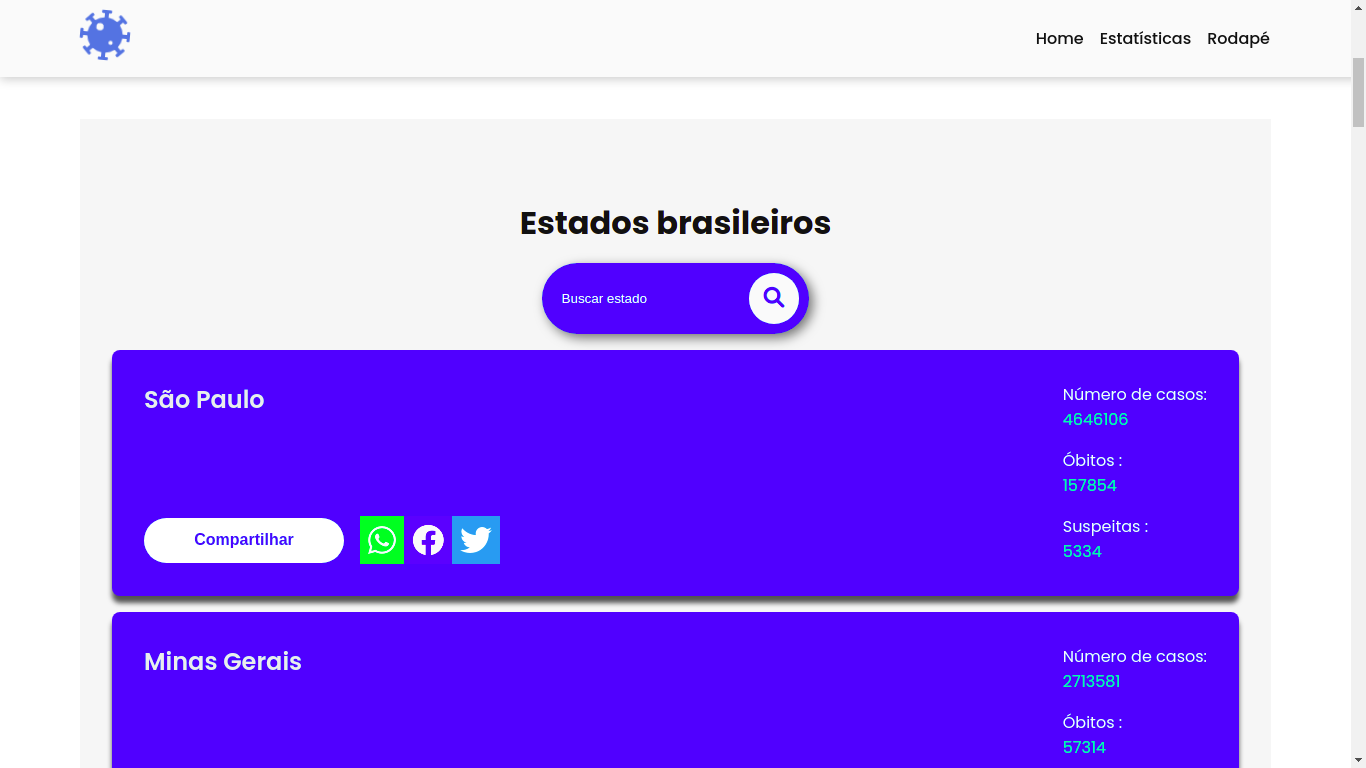 Home Estatísticas Rodapé
Estados brasileiros
Buscar estado
São Paulo
Número de casos:
4646106
Óbitos :
157854
Suspeitas :
5334
Compartilhar
Minas Gerais
Número de casos:
2713581
Óbitos :
57314